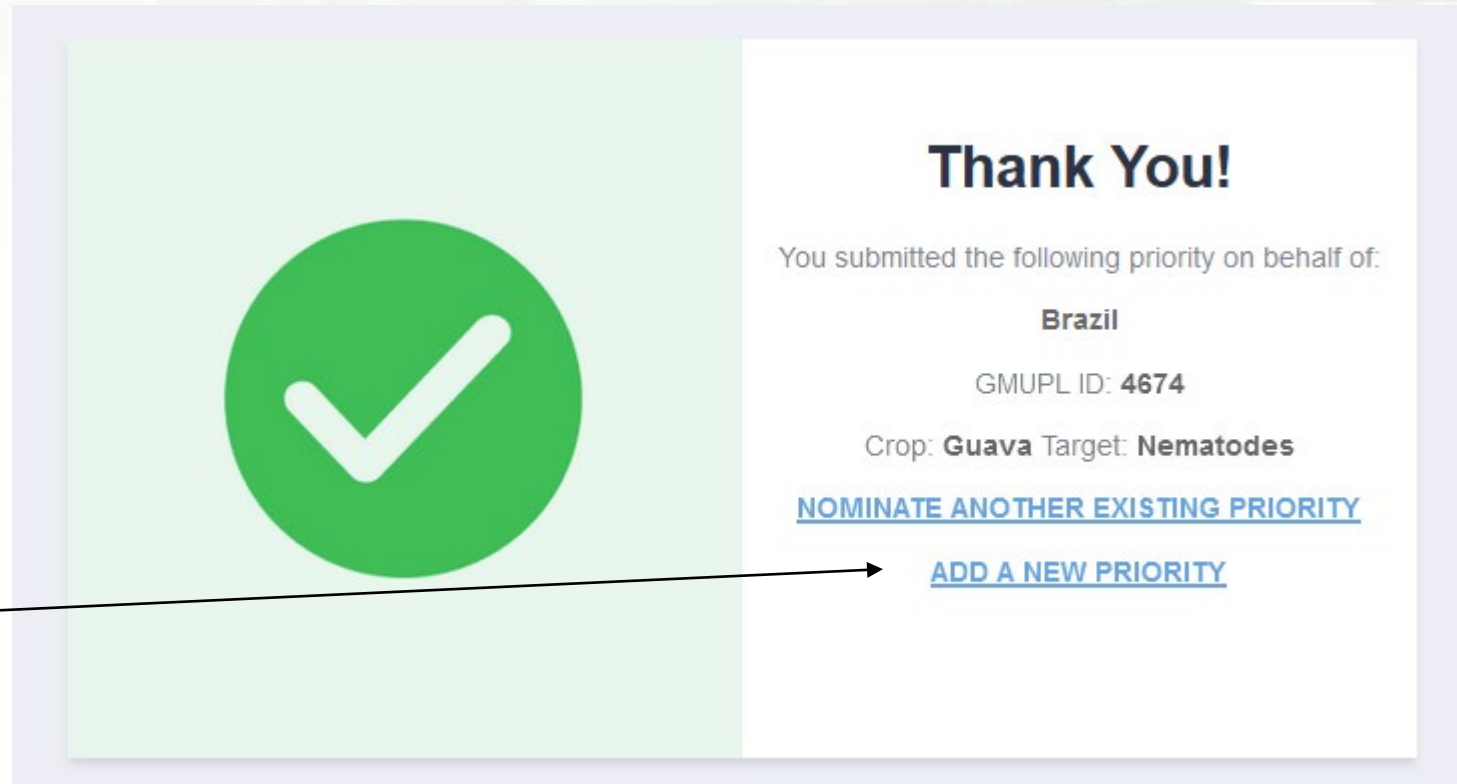 Thank You!
You submitted the following priority on behalf of:
Brazil
GMUPL ID: 4674
Crop: Guava Target: Nematodes
NOMINATE ANOTHER EXISTING PRIORITY
ADD A NEW PRIORITY